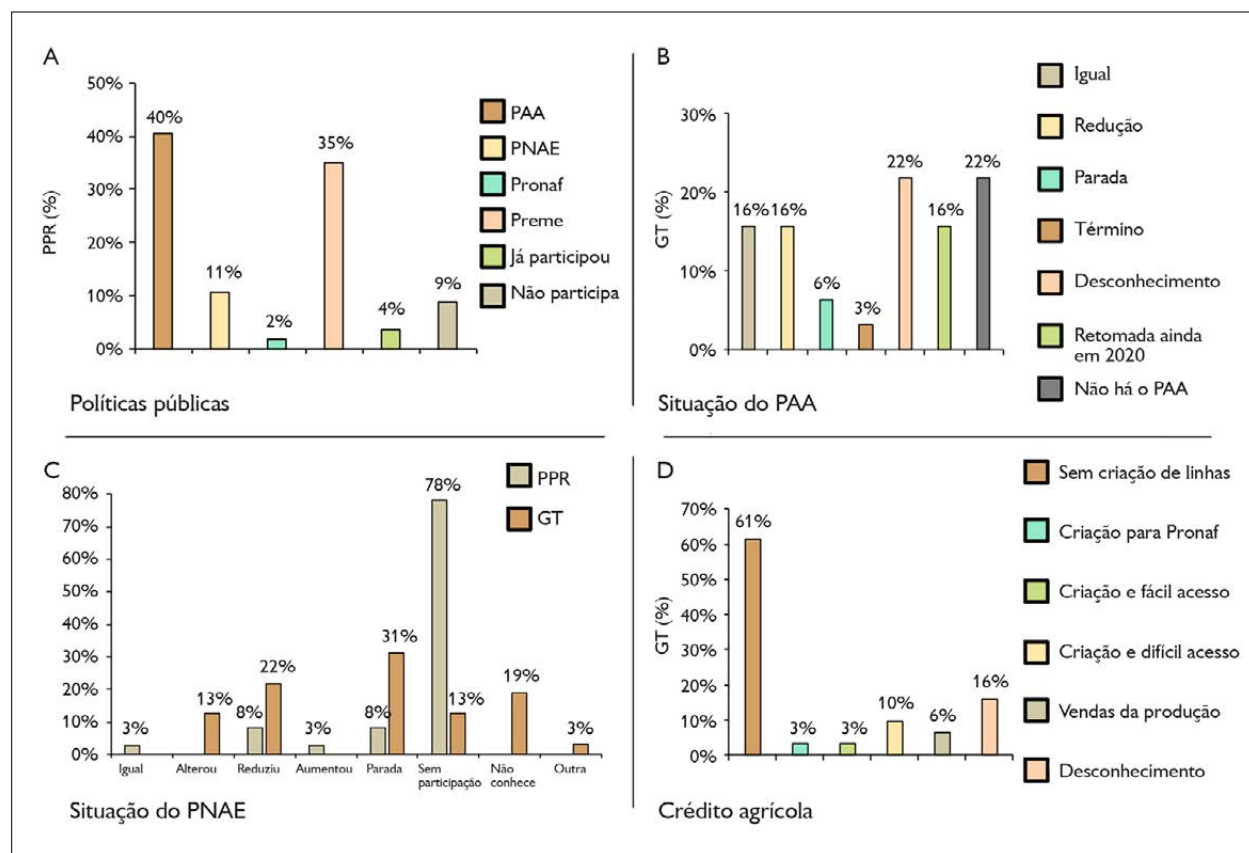 A
50%
40%
30%
20%
10%
0%
PPR (%)
40%
11%
2%
35%
4%
9%
PAA
PNAE
Pronaf
Preme
Já participou
Não participa
Políticas públicas
B
30%
20%
10%
0%
GT (%)
16%
16%
6%
3%
22%
16%
22%
Igual
Redução
Parada
Término
Desconhecimento
Retomada ainda
em 2020
Não há o PAA
Situação do PAA
C
80%
70%
60%
50%
40%
30%
20%
10%
0%
3%
13%
8%
22%
3%
8%
31%
78%
13%
19%
3%
PPR
GT
Igual
Alterou
Reduziu
Aumentou
Parada
Sem
participação
Não
conhece
Outra
Situação do PNAE
D
70%
60%
50%
40%
30%
20%
10%
0%
GT (%)
61%
3%
3%
10%
6%
16%
Sem criação de linhas
Criação para Pronaf
Criação e fácil acesso
Criação e difícil acesso
Vendas da produção
Desconhecimento
Crédito agrícola